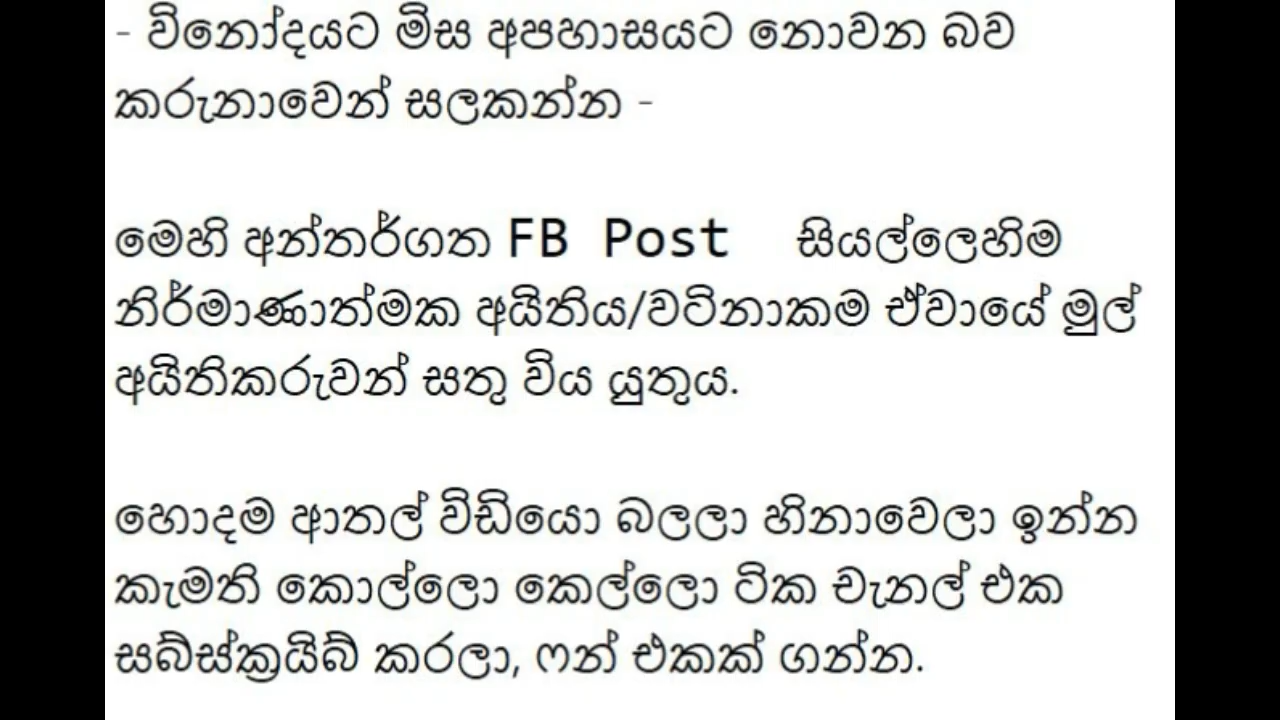 - විනෝදයට මිස අපහාසයට නොවන බව
කරුනාවෙන් සලකන්න -
මෙහි අන්තර්ගත FB Post සියල්ලෙහිම
නිර්මාණාත්මක අයිතිය/වටිනාකම ඒවායේ මුල්
අයිතිකරුවන් සතු විය යුතුය.
හොදම ආතල් විඩියො බලලා හිනාවෙලා ඉන්න
කැමති කොල්ලො කෙල්ලො ටික චැනල් එක
සබ්ස්ක්‍රයිබ් කරලා, ෆන් එකක් ගන්න.